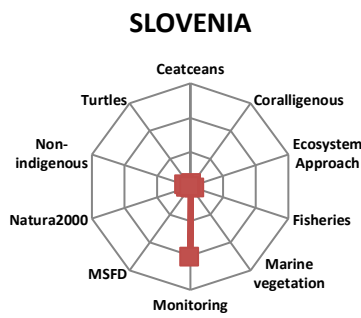 SLOVENIA
Ceatceans
Turtles
Coralligenous
Non-
indigenous
Ecosystem
Approach
Natura2000
Fisheries
MSFD
Marine
vegetation
Monitoring